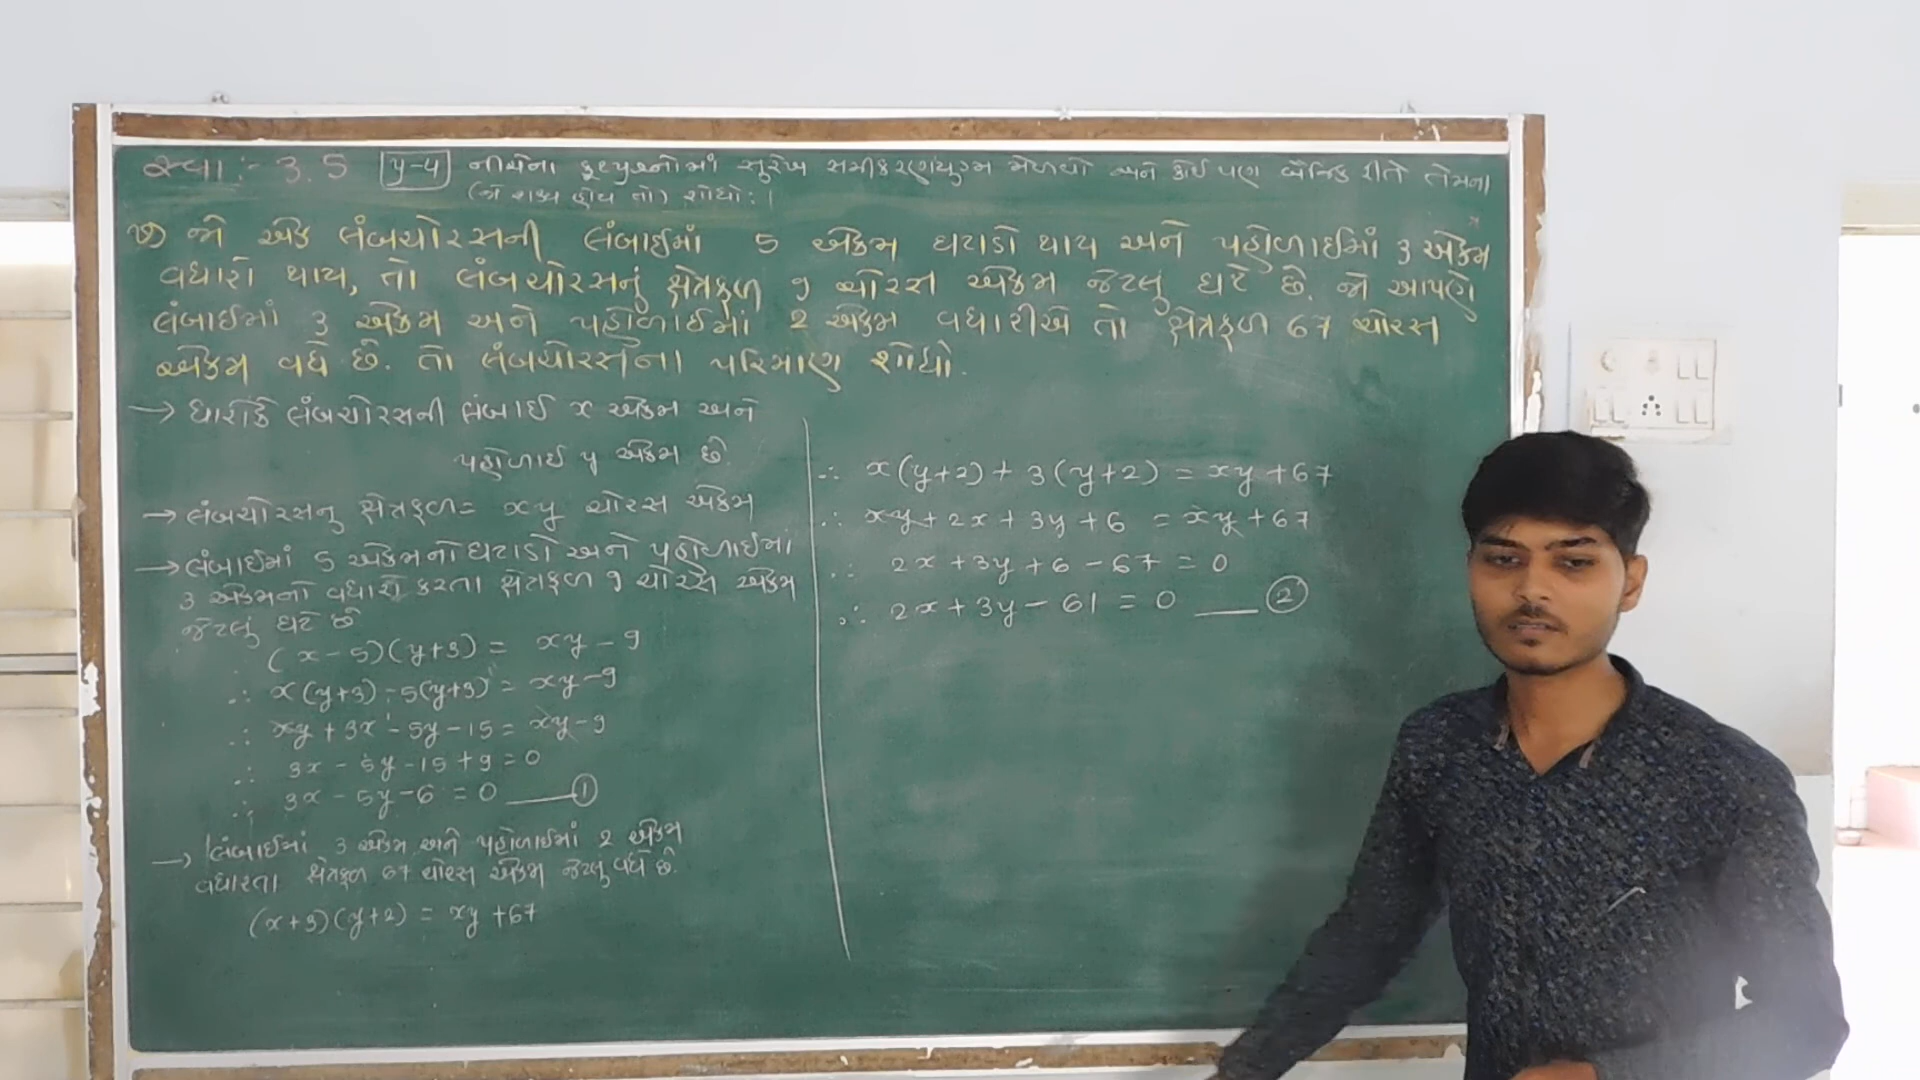 સ્વા:- 3.5 પ્ર-4 નીચેના કૂટપ્રશ્નોમાં સુરેખ સમીકરણયુગ્મ મેળવો અને કોઈ પણ બૈજિક રીતે તેમના
(જો શક્ય હોય તો) શોધો:
જો એક લંબચોરસની લંબાઈમાં 5 એકમ ઘટાડો થાય અને પહોળાઈમાં 3 એકમ
વધારો થાય, તો લંબચોરસનું ક્ષેત્રફળ 9 ચોરસ એકમ જેટલું ઘટે છે. જો આપણે
લંબાઈમાં 3 એકમ અને પહોળાઈમાં 2 એકમ વધારીએ તો ક્ષેત્રફળ 67 ચોરસ
એકમ વધે છે. તો લંબચોરસના પરિમાણ શોધો.
→ ધારોકે લંબચોરસની લંબાઈ x એકમ અને
પહોળાઈ y એકમ છે.
→ લંબચોરસનુ ક્ષેત્રફળ = xy ચોરસ એકમ
→ લંબાઈમાં 5 એકમનો ઘટાડો અને પહોળાઈમાં
3 એકમનો વધારો કરતા ક્ષેત્રફળ 9 ચોરસ એકમ
જેટલું ઘટે છે
(x-5)(y+3) = xy-9
∴ x(y+3)-5(y+3) = xy-9
∴ xy+3x-5y-15 = xy-9
∴ 3x-5y-15+9=0
∴ 3x-5y-6=0 —— ①
→ લંબાઈમાં 3 એકમ અને પહોળાઈમાં 2 એકમ
વધારતા ક્ષેત્રફળ 67 ચોરસ એકમ જેટલુ વધે છે.
(x+3)(y+2) = xy+67
∴ x(y+2)+3(y+2) = xy+67
∴ xy+2x+3y+6 = xy+67
∴ 2x+3y+6-67=0
∴ 2x+3y-61=0 —— ②